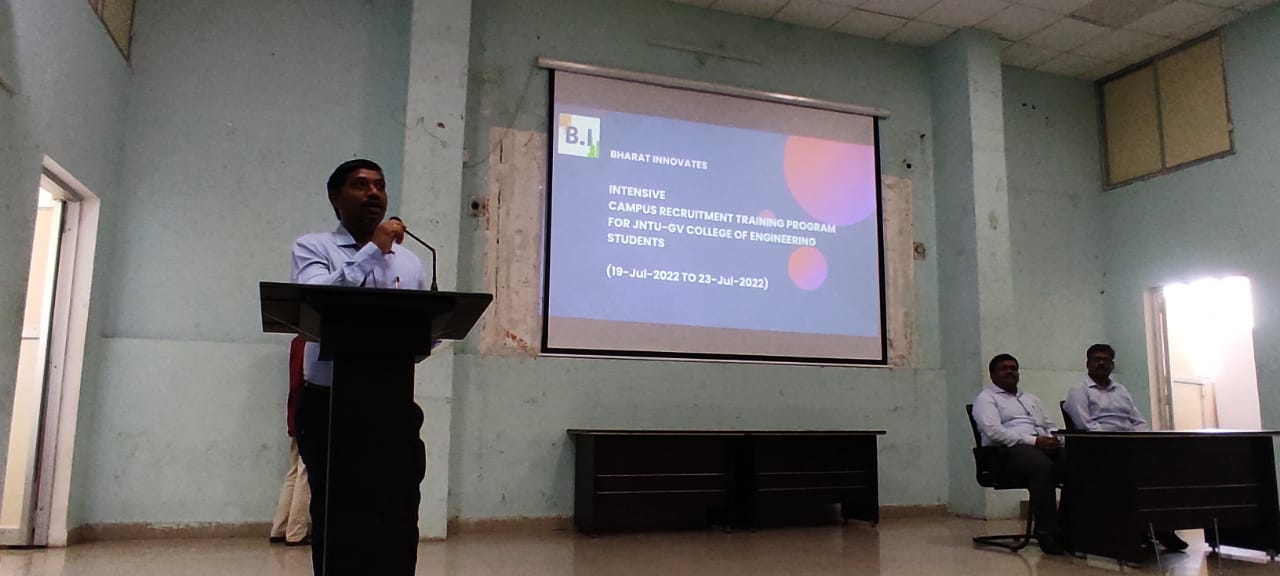 B.I
BHARAT INNOVATES
INTENSIVE
CAMPUS RECRUITMENT TRAINING PROGRAM
FOR JNTU-GV COLLEGE OF ENGINEERING
STUDENTS
(19-Jul-2022 TO 23-Jul-2022)